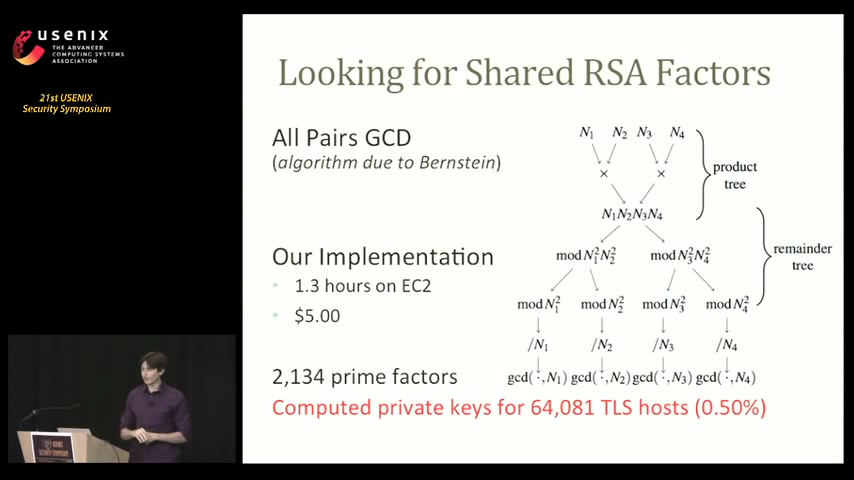 usenix
THE ADVANCED
COMPUTING SYSTEMS
ASSOCIATION
21st USENIX
Security Symposium
Looking for Shared RSA Factors
All Pairs GCD
(algorithm due to Bernstein)
N1 N2 N3 N4
× ×
product
tree
N1N2N3N4
remainder
tree
mod N1²N2² mod N3²N4²
mod N1² mod N2² mod N3² mod N4²
/N1 /N2 /N3 /N4
gcd(·,N1) gcd(·,N2) gcd(·,N3) gcd(·,N4)
Our Implementation
• 1.3 hours on EC2
• $5.00
2,134 prime factors
Computed private keys for 64,081 TLS hosts (0.50%)
USENIX
SECURITY SYMPOSIUM